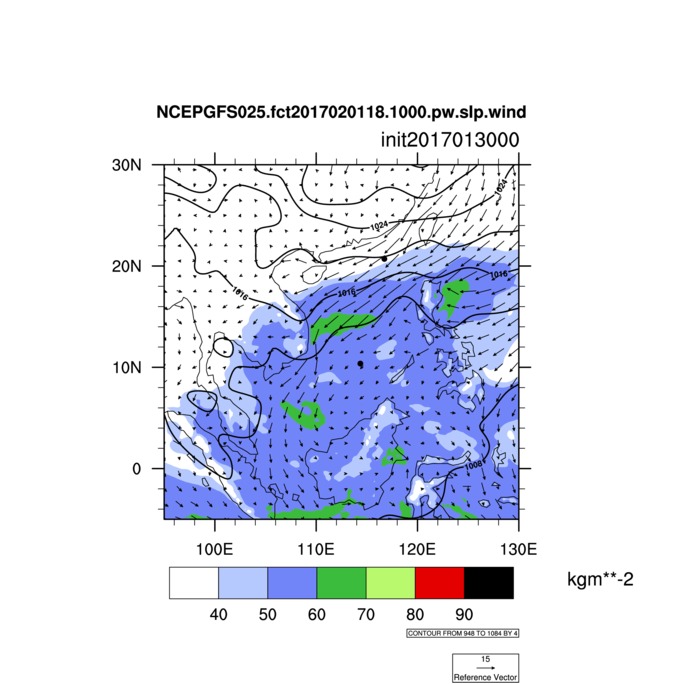 NCEPGFS025.fct2017020118.1000.pw.slp.wind
init2017013000
30N
1024
1024
20N
1016
1016
1016
10N
0
1008
100E 110E 120E 130E
kgm**-2
40 50 60 70 80 90
CONTOUR FROM 948 TO 1084 BY 4
15
Reference Vector